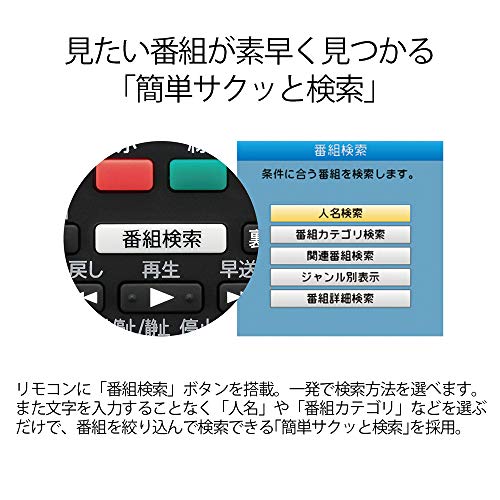 見たい番組が素早く見つかる
「簡単サクッと検索」
番組検索
戻し 再生 早送
番組検索
条件に合う番組を検索します。
人名検索
番組カテゴリ検索
関連番組検索
ジャンル別表示
番組詳細検索
リモコンに「番組検索」ボタンを搭載。一発で検索方法を選べます。
また文字を入力することなく「人名」や「番組カテゴリ」などを選ぶ
だけで、番組を絞り込んで検索できる「簡単サクッと検索」を採用。